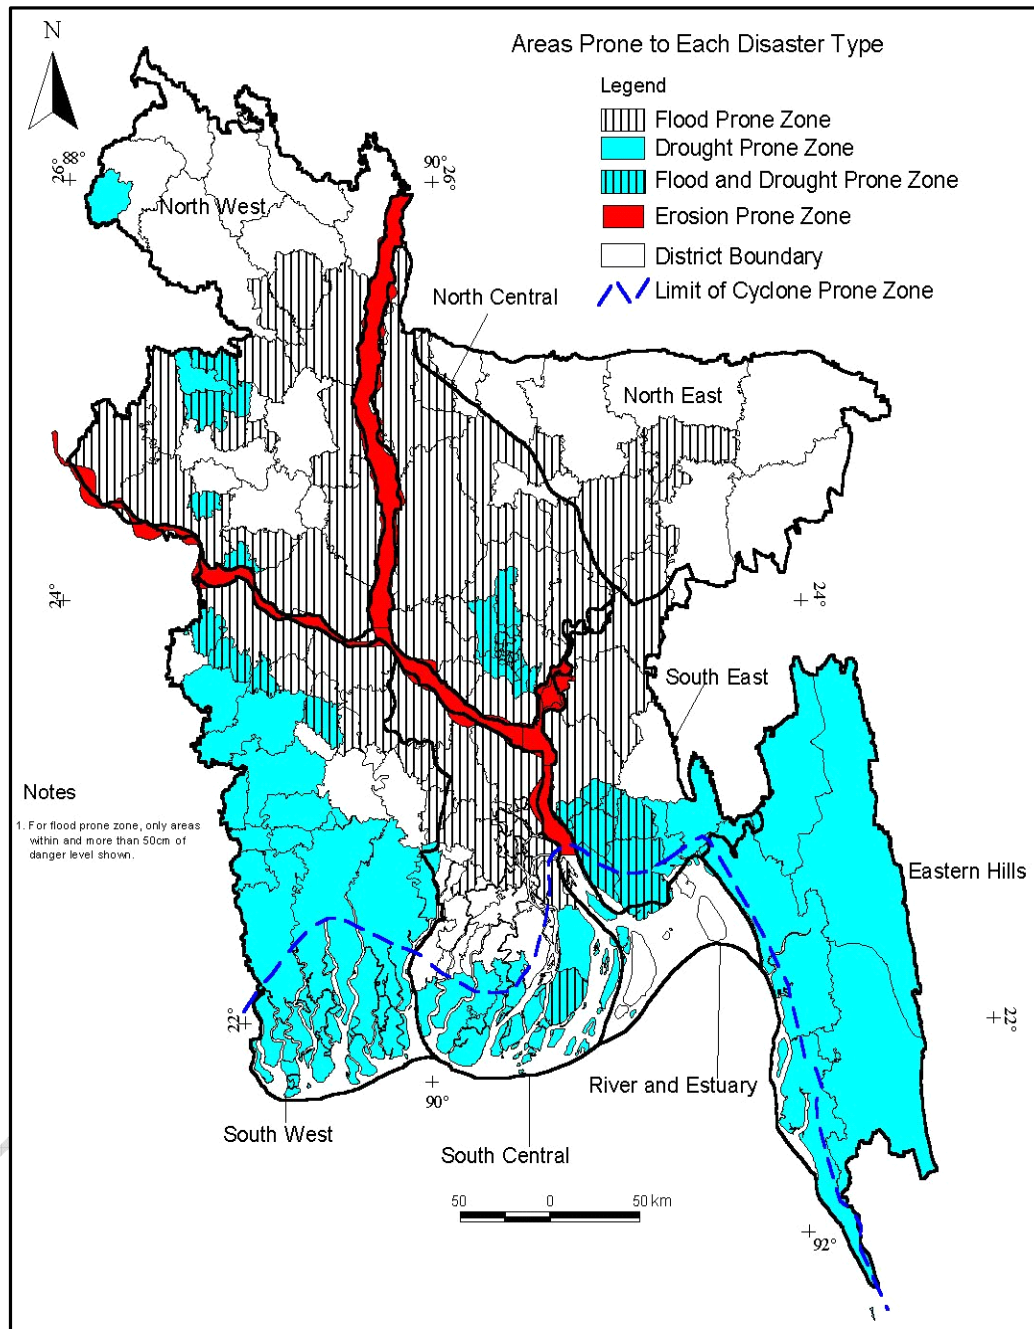 N
Areas Prone to Each Disaster Type
Legend
Flood Prone Zone
Drought Prone Zone
Flood and Drought Prone Zone
Erosion Prone Zone
District Boundary
Limit of Cyclone Prone Zone
26°
88°
90°
26°
North West
North Central
North East
24°
24°
South East
Notes
1. For flood prone zone, only areas
within and more than 50cm of
danger level shown.
Eastern Hills
22°
22°
90°
River and Estuary
South West
South Central
50 0 50 km
92°